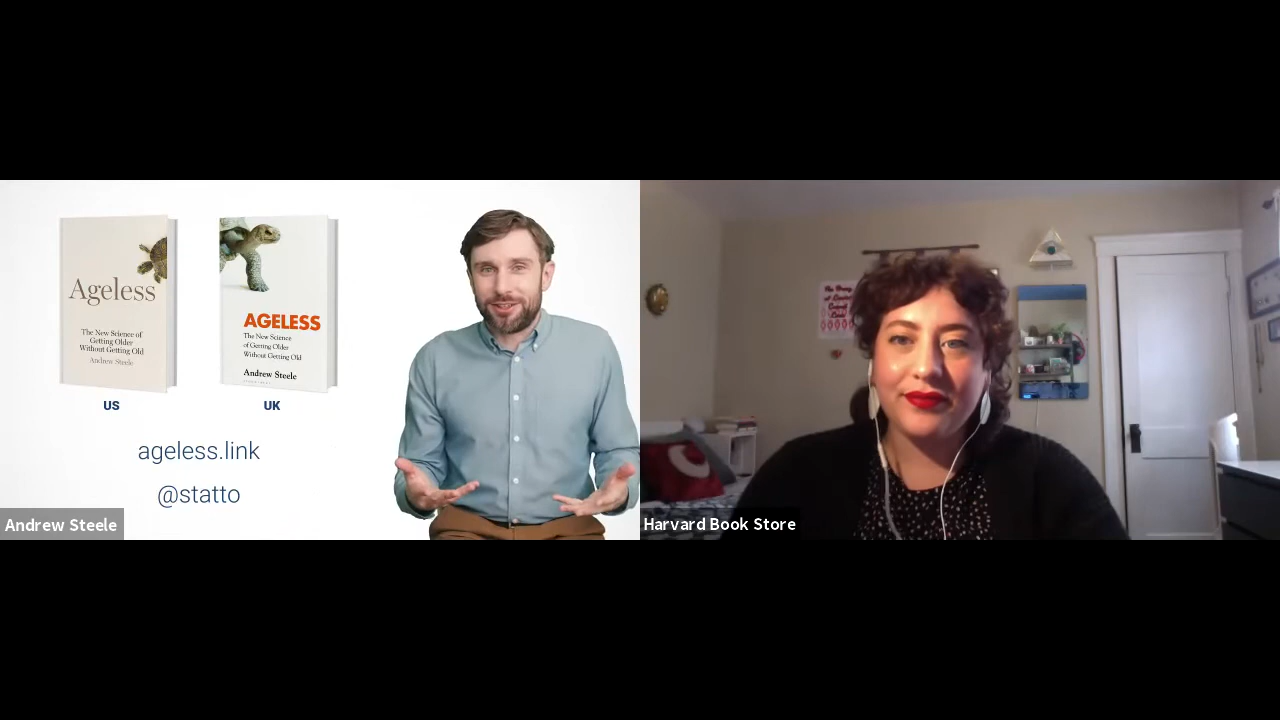 Ageless
The New Science of
Getting Older
Without Getting Old
Andrew Steele
US
AGELESS
The New Science
of Getting Older
Without Getting Old
Andrew Steele
UK
ageless.link
@statto
Andrew Steele
Harvard Book Store